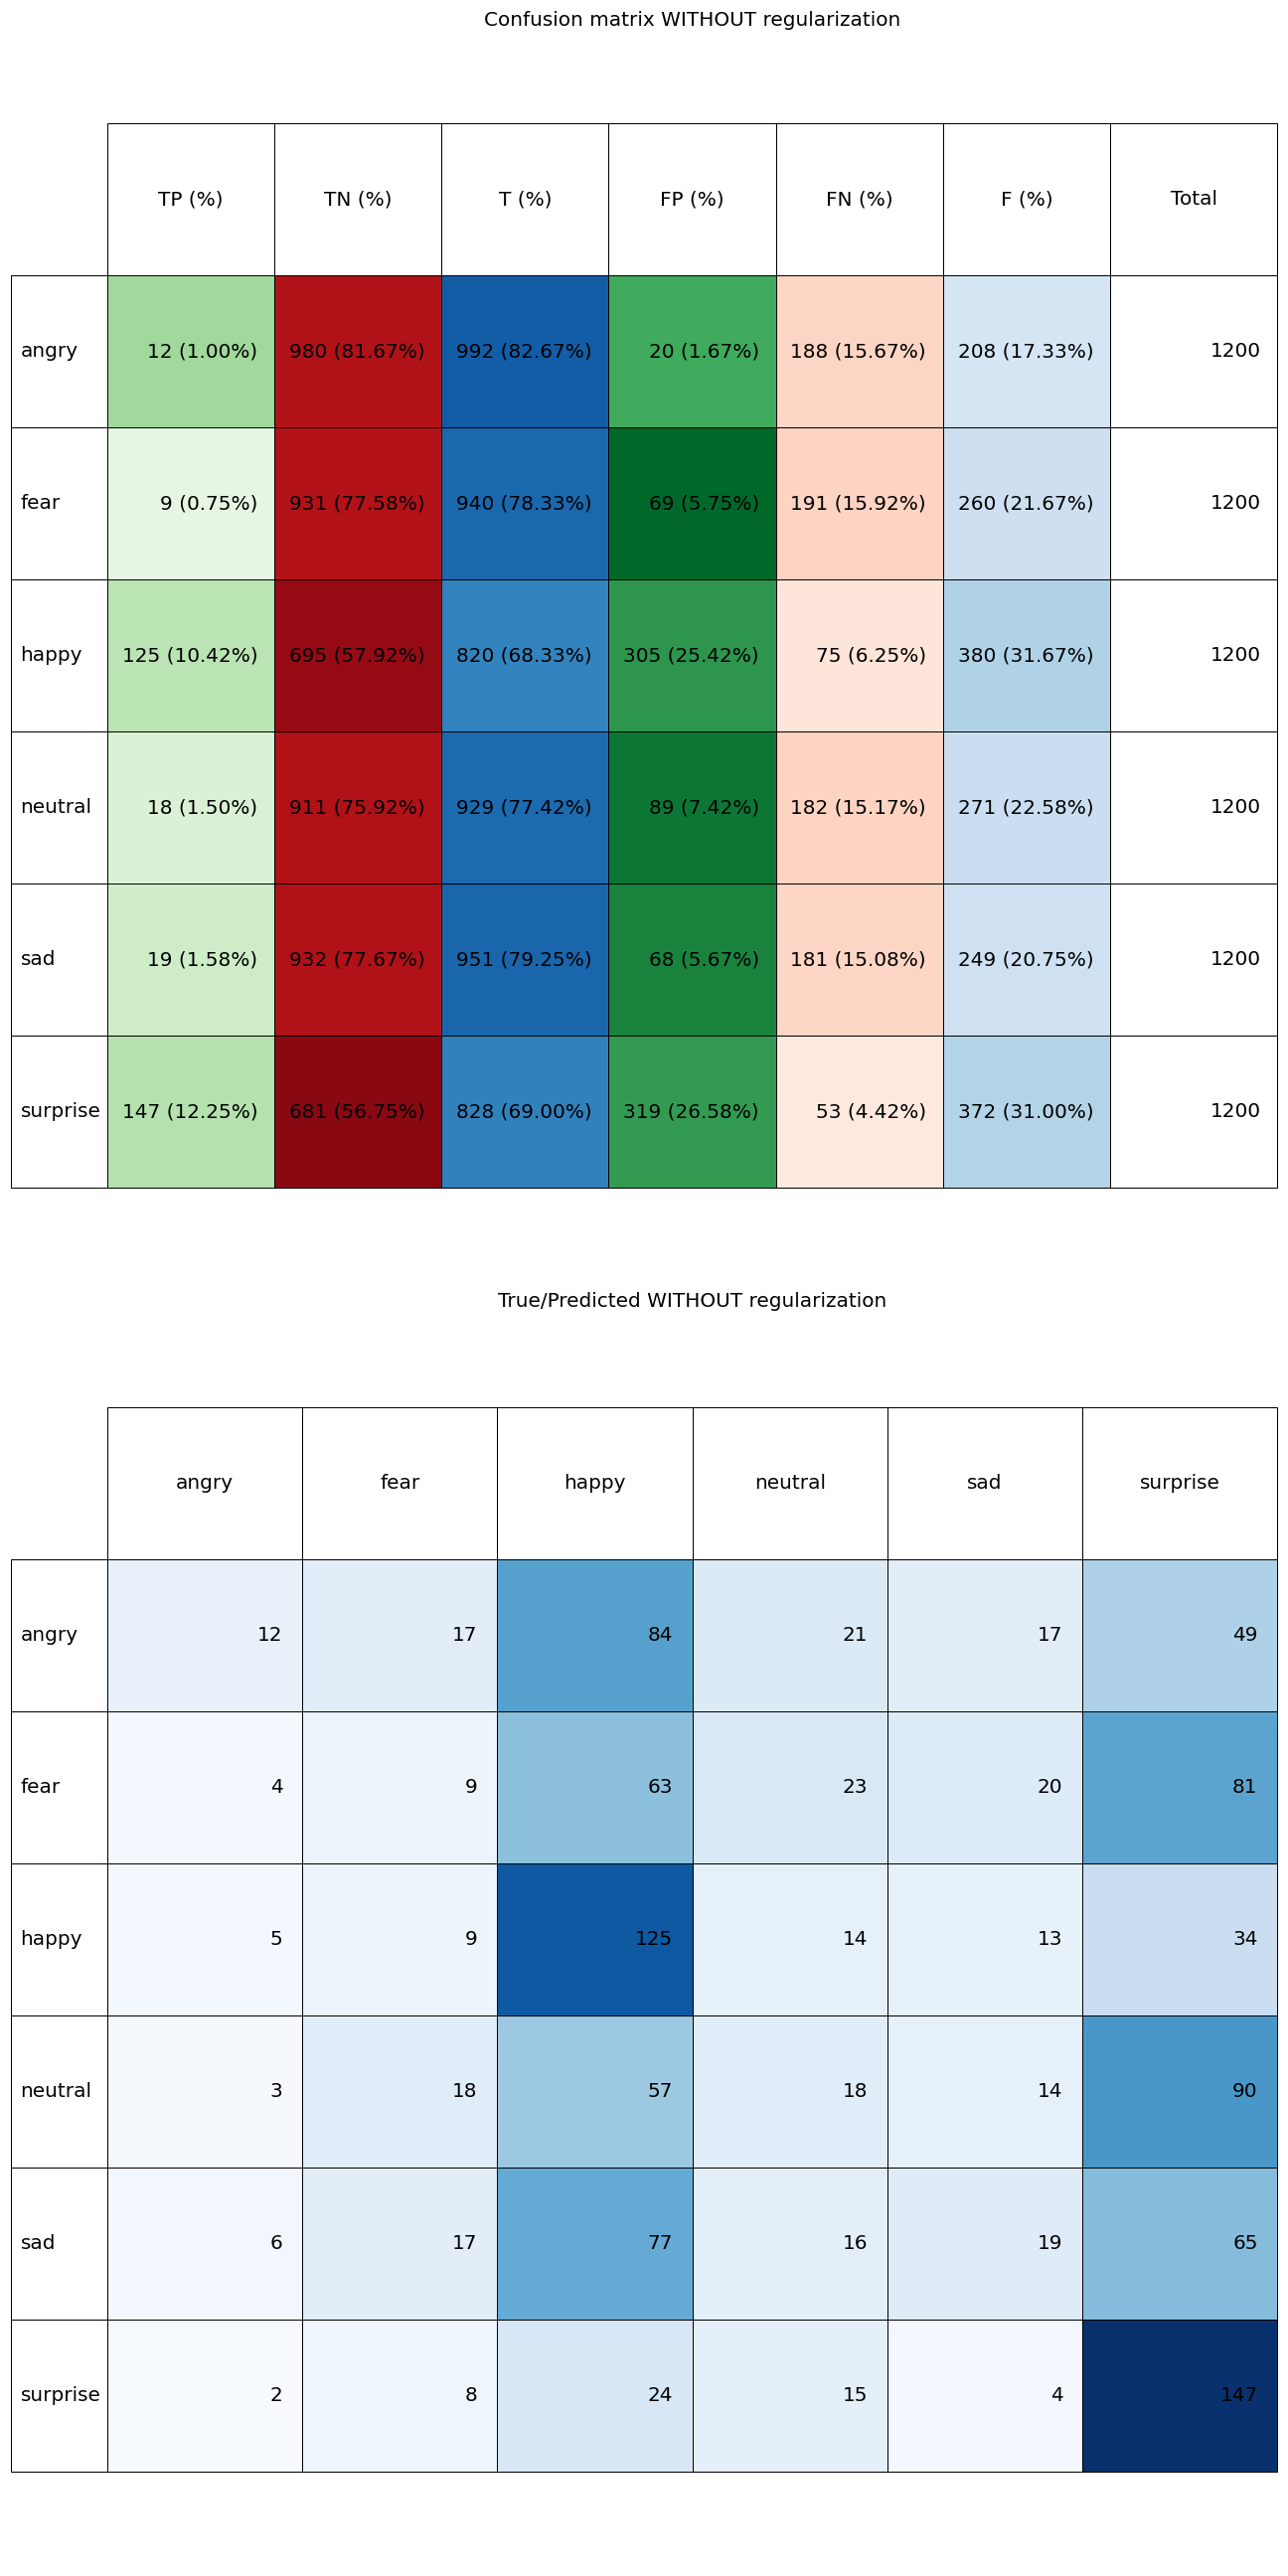 Confusion matrix WITHOUT regularization
TP (%) TN (%) T (%) FP (%) FN (%) F (%) Total
angry 12 (1.00%) 980 (81.67%) 992 (82.67%) 20 (1.67%) 188 (15.67%) 208 (17.33%) 1200
fear 9 (0.75%) 931 (77.58%) 940 (78.33%) 69 (5.75%) 191 (15.92%) 260 (21.67%) 1200
happy 125 (10.42%) 695 (57.92%) 820 (68.33%) 305 (25.42%) 75 (6.25%) 380 (31.67%) 1200
neutral 18 (1.50%) 911 (75.92%) 929 (77.42%) 89 (7.42%) 182 (15.17%) 271 (22.58%) 1200
sad 19 (1.58%) 932 (77.67%) 951 (79.25%) 68 (5.67%) 181 (15.08%) 249 (20.75%) 1200
surprise 147 (12.25%) 681 (56.75%) 828 (69.00%) 319 (26.58%) 53 (4.42%) 372 (31.00%) 1200
True/Predicted WITHOUT regularization
angry fear happy neutral sad surprise
angry 12 17 84 21 17 49
fear 4 9 63 23 20 81
happy 5 9 125 14 13 34
neutral 3 18 57 18 14 90
sad 6 17 77 16 19 65
surprise 2 8 24 15 4 147